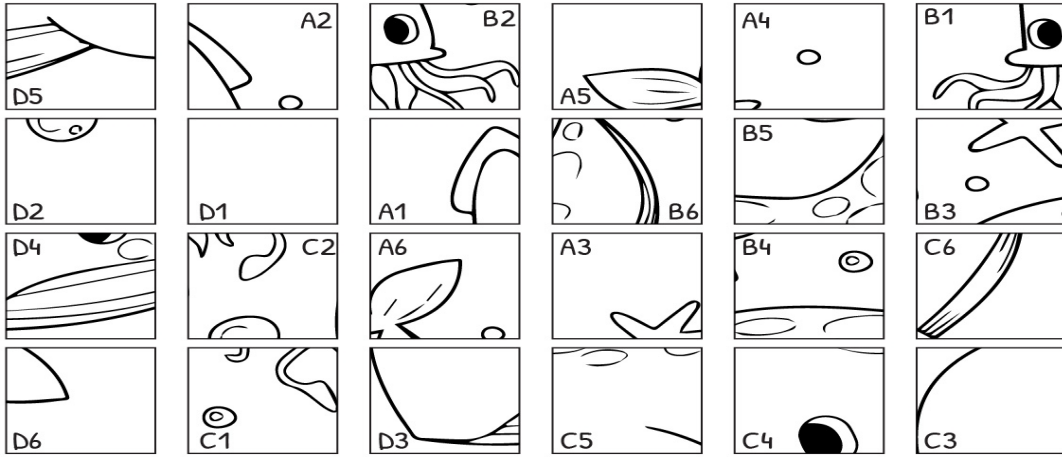 D5 A2 B2 A5 A4 B1
D2 D1 A1 B6 B5 B3
D4 C2 A6 A3 B4 C6
D6 C1 D3 C5 C4 C3